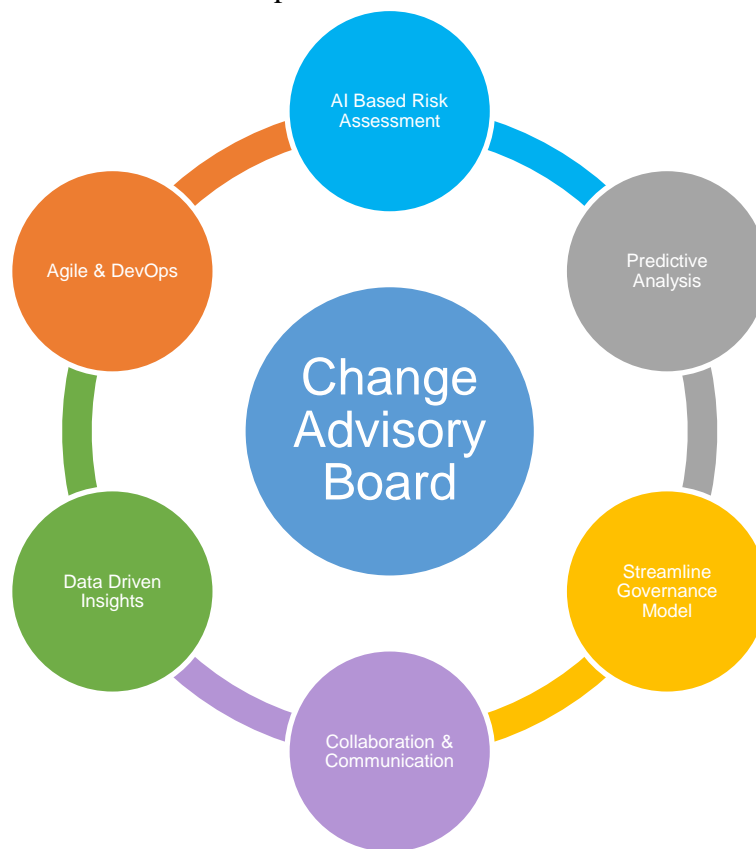 AI Based Risk
Assessment
Predictive
Analysis
Streamline
Governance
Model
Collaboration &
Communication
Data Driven
Insights
Agile & DevOps
Change
Advisory
Board